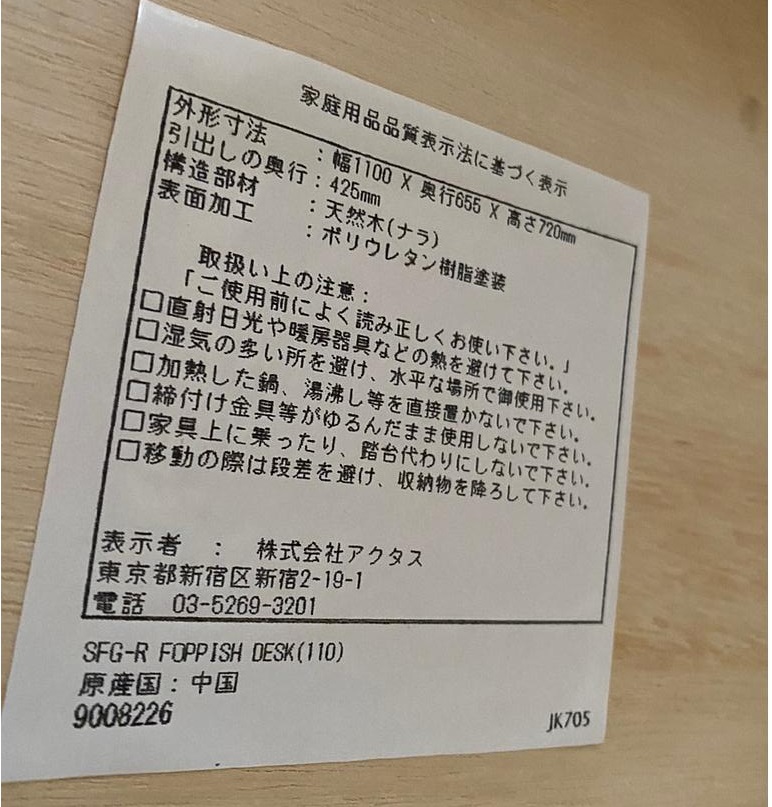 家庭用品品質表示法に基づく表示
外形寸法 : 幅1100 X 奥行655 X 高さ720mm
引出しの奥行 : 425mm
構造部材 : 天然木(ナラ)
表面加工 : ポリウレタン樹脂塗装
取扱い上の注意 :
「ご使用前によく読み正しくお使い下さい。」
□直射日光や暖房器具などの熱を避けて下さい。
□湿気の多い所を避け、水平な場所で御使用下さい。
□加熱した鍋、湯沸し等を直接置かないで下さい。
□締付け金具等がゆるんだまま使用しないで下さい。
□家具上に乗ったり、踏台代わりにしないで下さい。
□移動の際は段差を避け、収納物を降ろして下さい。
表示者 : 株式会社アクタス
東京都新宿区新宿2-19-1
電話 03-5269-3201
SFG-R FOPPISH DESK(110)
原産国 : 中国
9008226
JK705